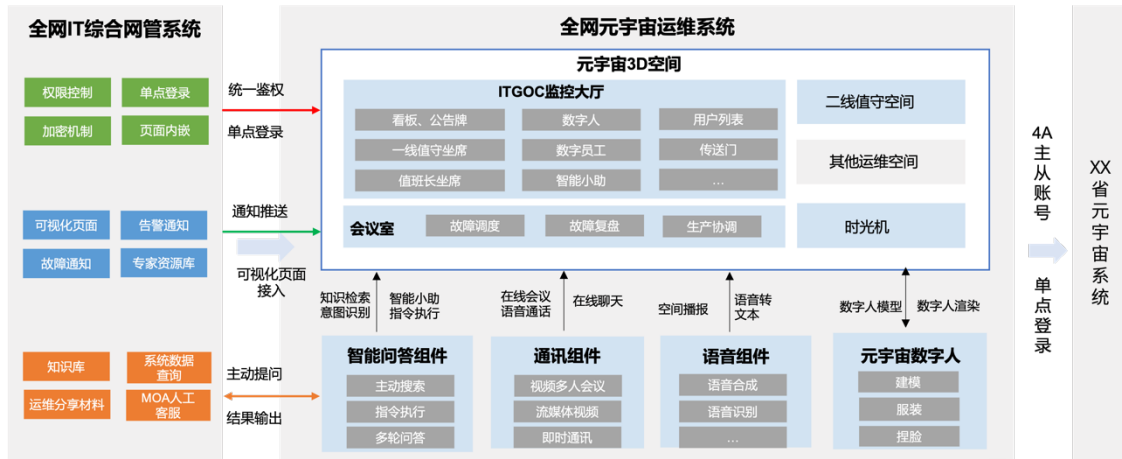 全网IT综合网管系统
权限控制
单点登录
加密机制
页面内嵌
可视化页面
告警通知
故障通知
专家资源库
知识库
系统数据
查询
运维分享材料
MOA人工
客服
统一鉴权
单点登录
通知推送
可视化页面
接入
主动提问
结果输出
全网元宇宙运维系统
元宇宙3D空间
ITGOC监控大厅
看板、公告牌
数字人
用户列表
一线值守坐席
数字员工
传送门
值班长坐席
智能小助
...
会议室
故障调度
故障复盘
生产协调
二线值守空间
其他运维空间
时光机
知识检索
意图识别
智能小助
指令执行
在线会议
语音通话
在线聊天
空间播报
语音转
文本
数字人模型
数字人渲染
智能问答组件
主动搜索
指令执行
多轮问答
通讯组件
视频多人会议
流媒体视频
即时通讯
语音组件
语音合成
语音识别
...
元宇宙数字人
建模
服装
捏脸
4A主从账号
单点登录
XX省元宇宙系统